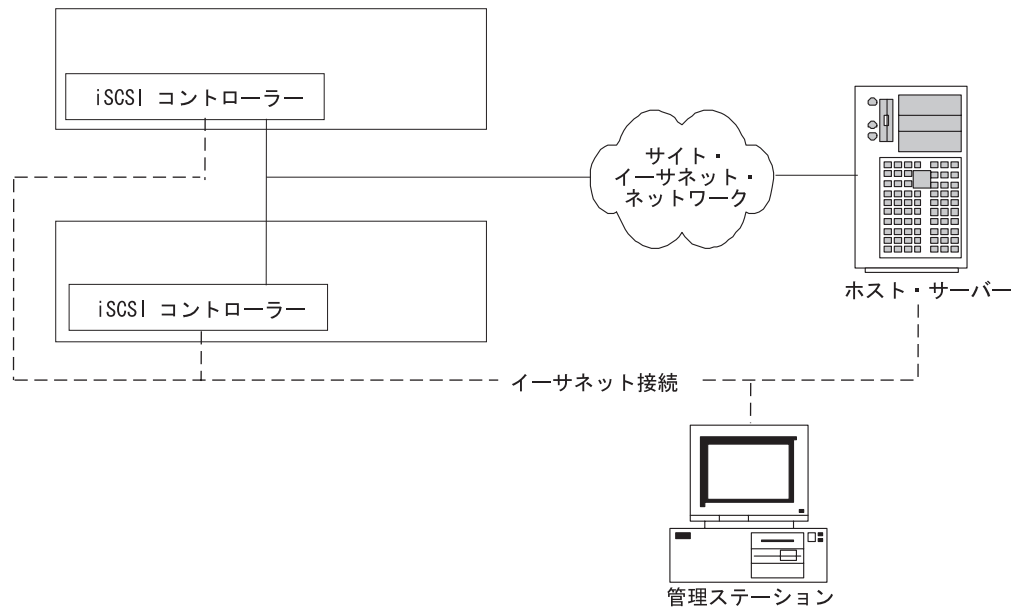 iSCSI コントローラー
サイト・
イーサネット・
ネットワーク
iSCSI コントローラー
ホスト・サーバー
イーサネット接続
管理ステーション